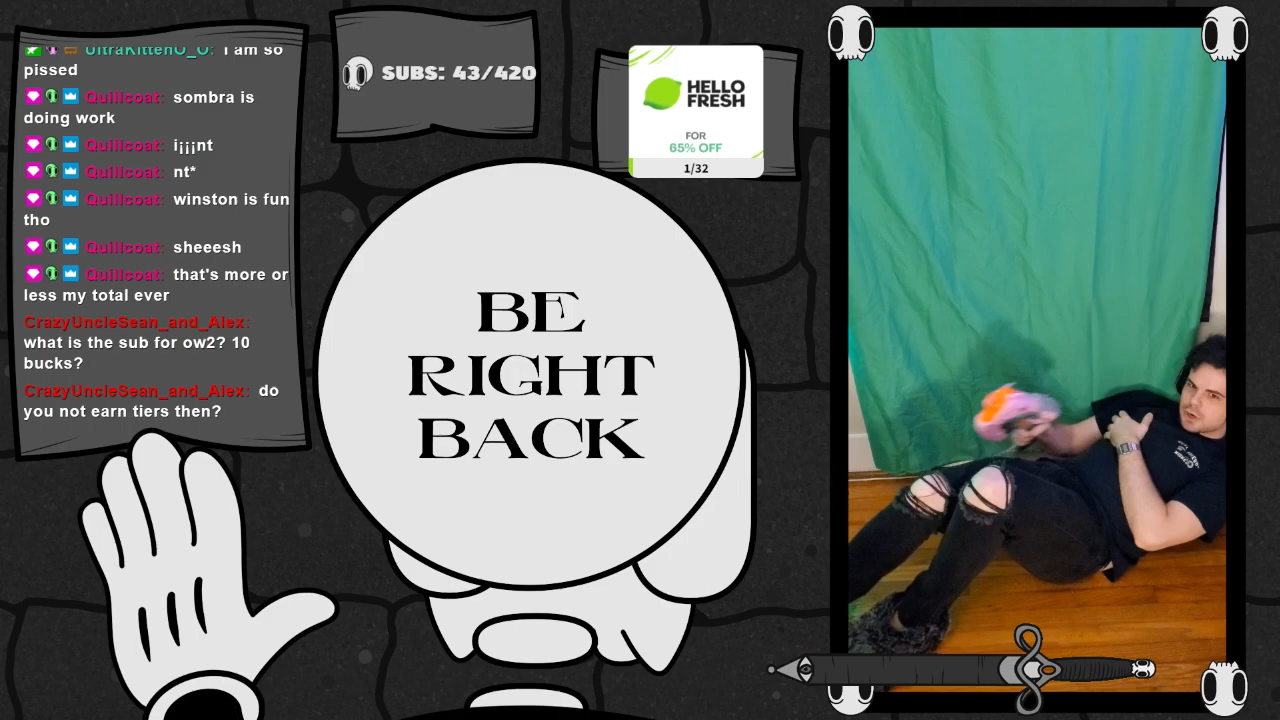 UltraKittenO_O: I am so
pissed
Quillcoat: sombra is
doing work
Quillcoat: i¡¡¡nt
Quillcoat: nt*
Quillcoat: winston is fun
tho
Quillcoat: sheeesh
Quillcoat: that's more or
less my total ever
CrazyUncleSean_and_Alex:
what is the sub for ow2? 10
bucks?
CrazyUncleSean_and_Alex: do
you not earn tiers then?
SUBS: 43/420
HELLO
FRESH
FOR
65% OFF
1/32
BE
RIGHT
BACK